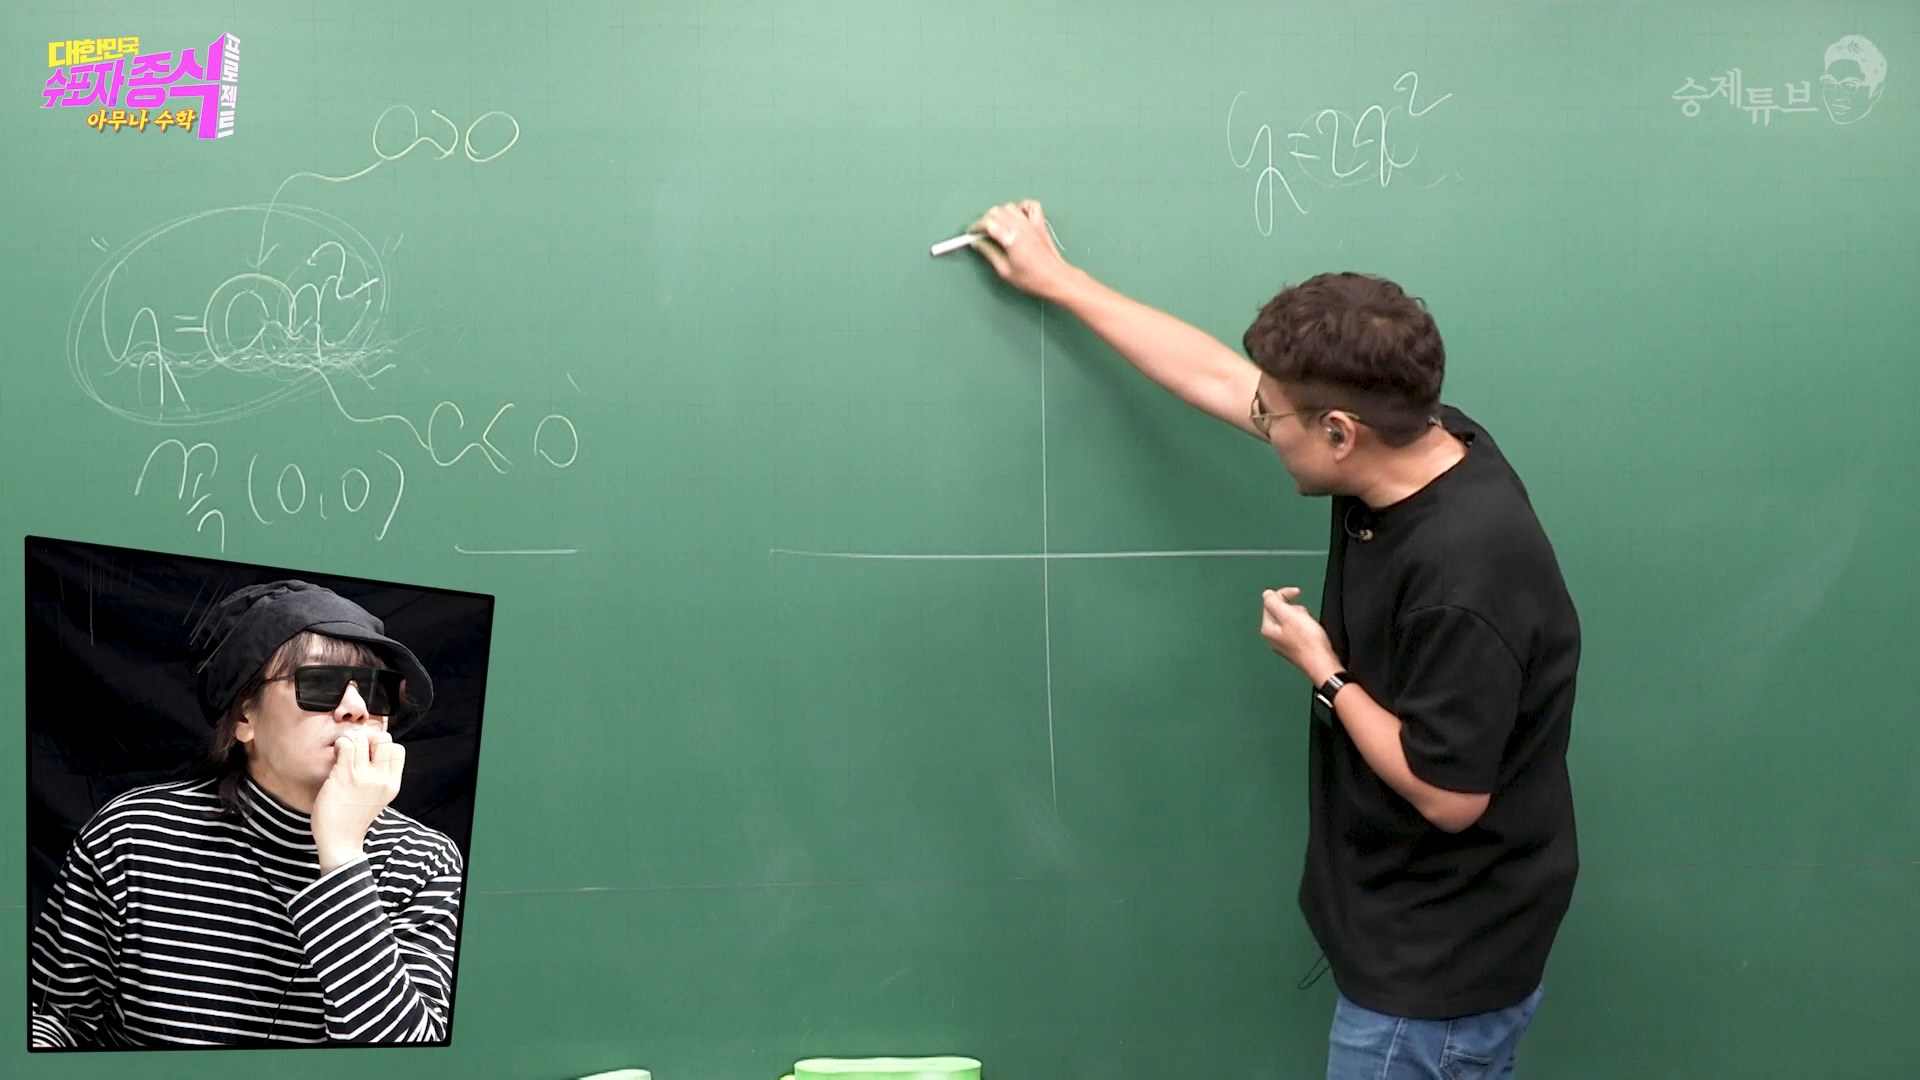 대한민국
수포자 종식
프로젝트
아무나 수학
승제튜브
a>0
y=2x²
y=ax²
a<0
꼭(0,0)